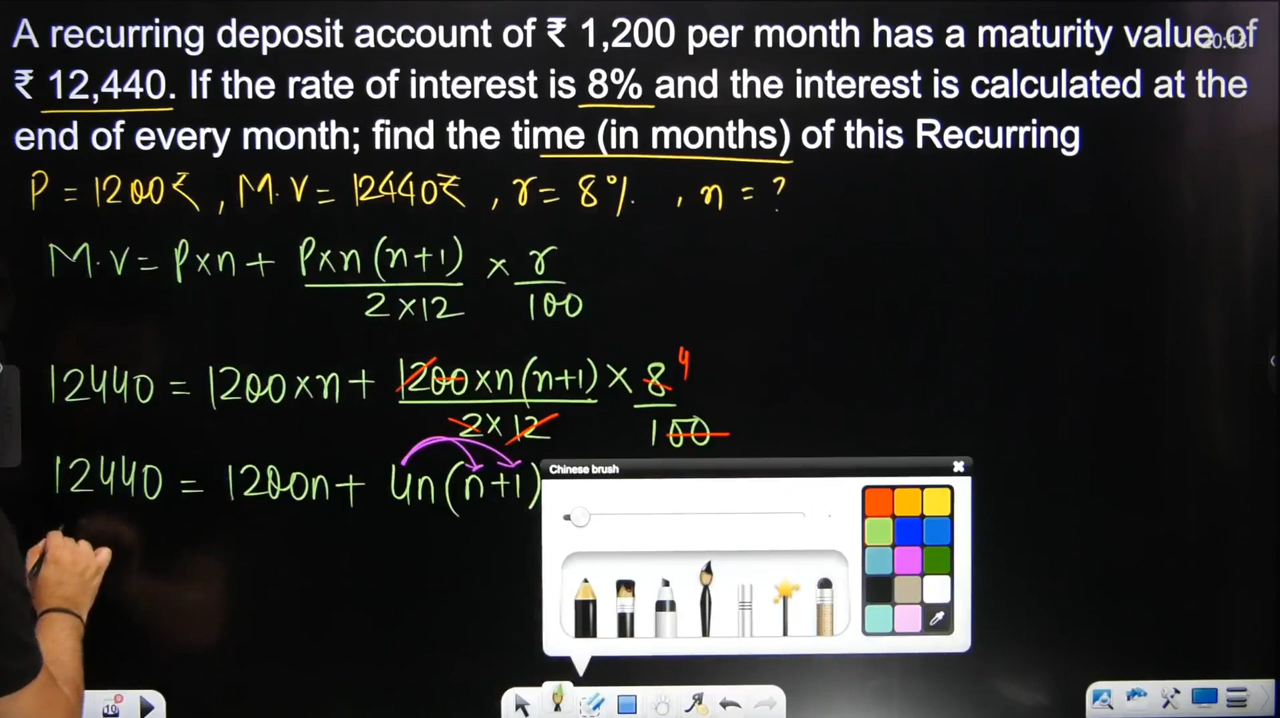 A recurring deposit account of ₹ 1,200 per month has a maturity value of
20:13
₹ 12,440. If the rate of interest is 8% and the interest is calculated at the
end of every month; find the time (in months) of this Recurring
P = 1200₹, M.V = 12440₹, r = 8%, n = ?
M.V = P×n + P×n(n+1)/2×12 × r/100
12440 = 1200×n + 1200×n(n+1)/2×12 × 8/100 4
12440 = 1200n + 4n(n+1)
Chinese brush
10